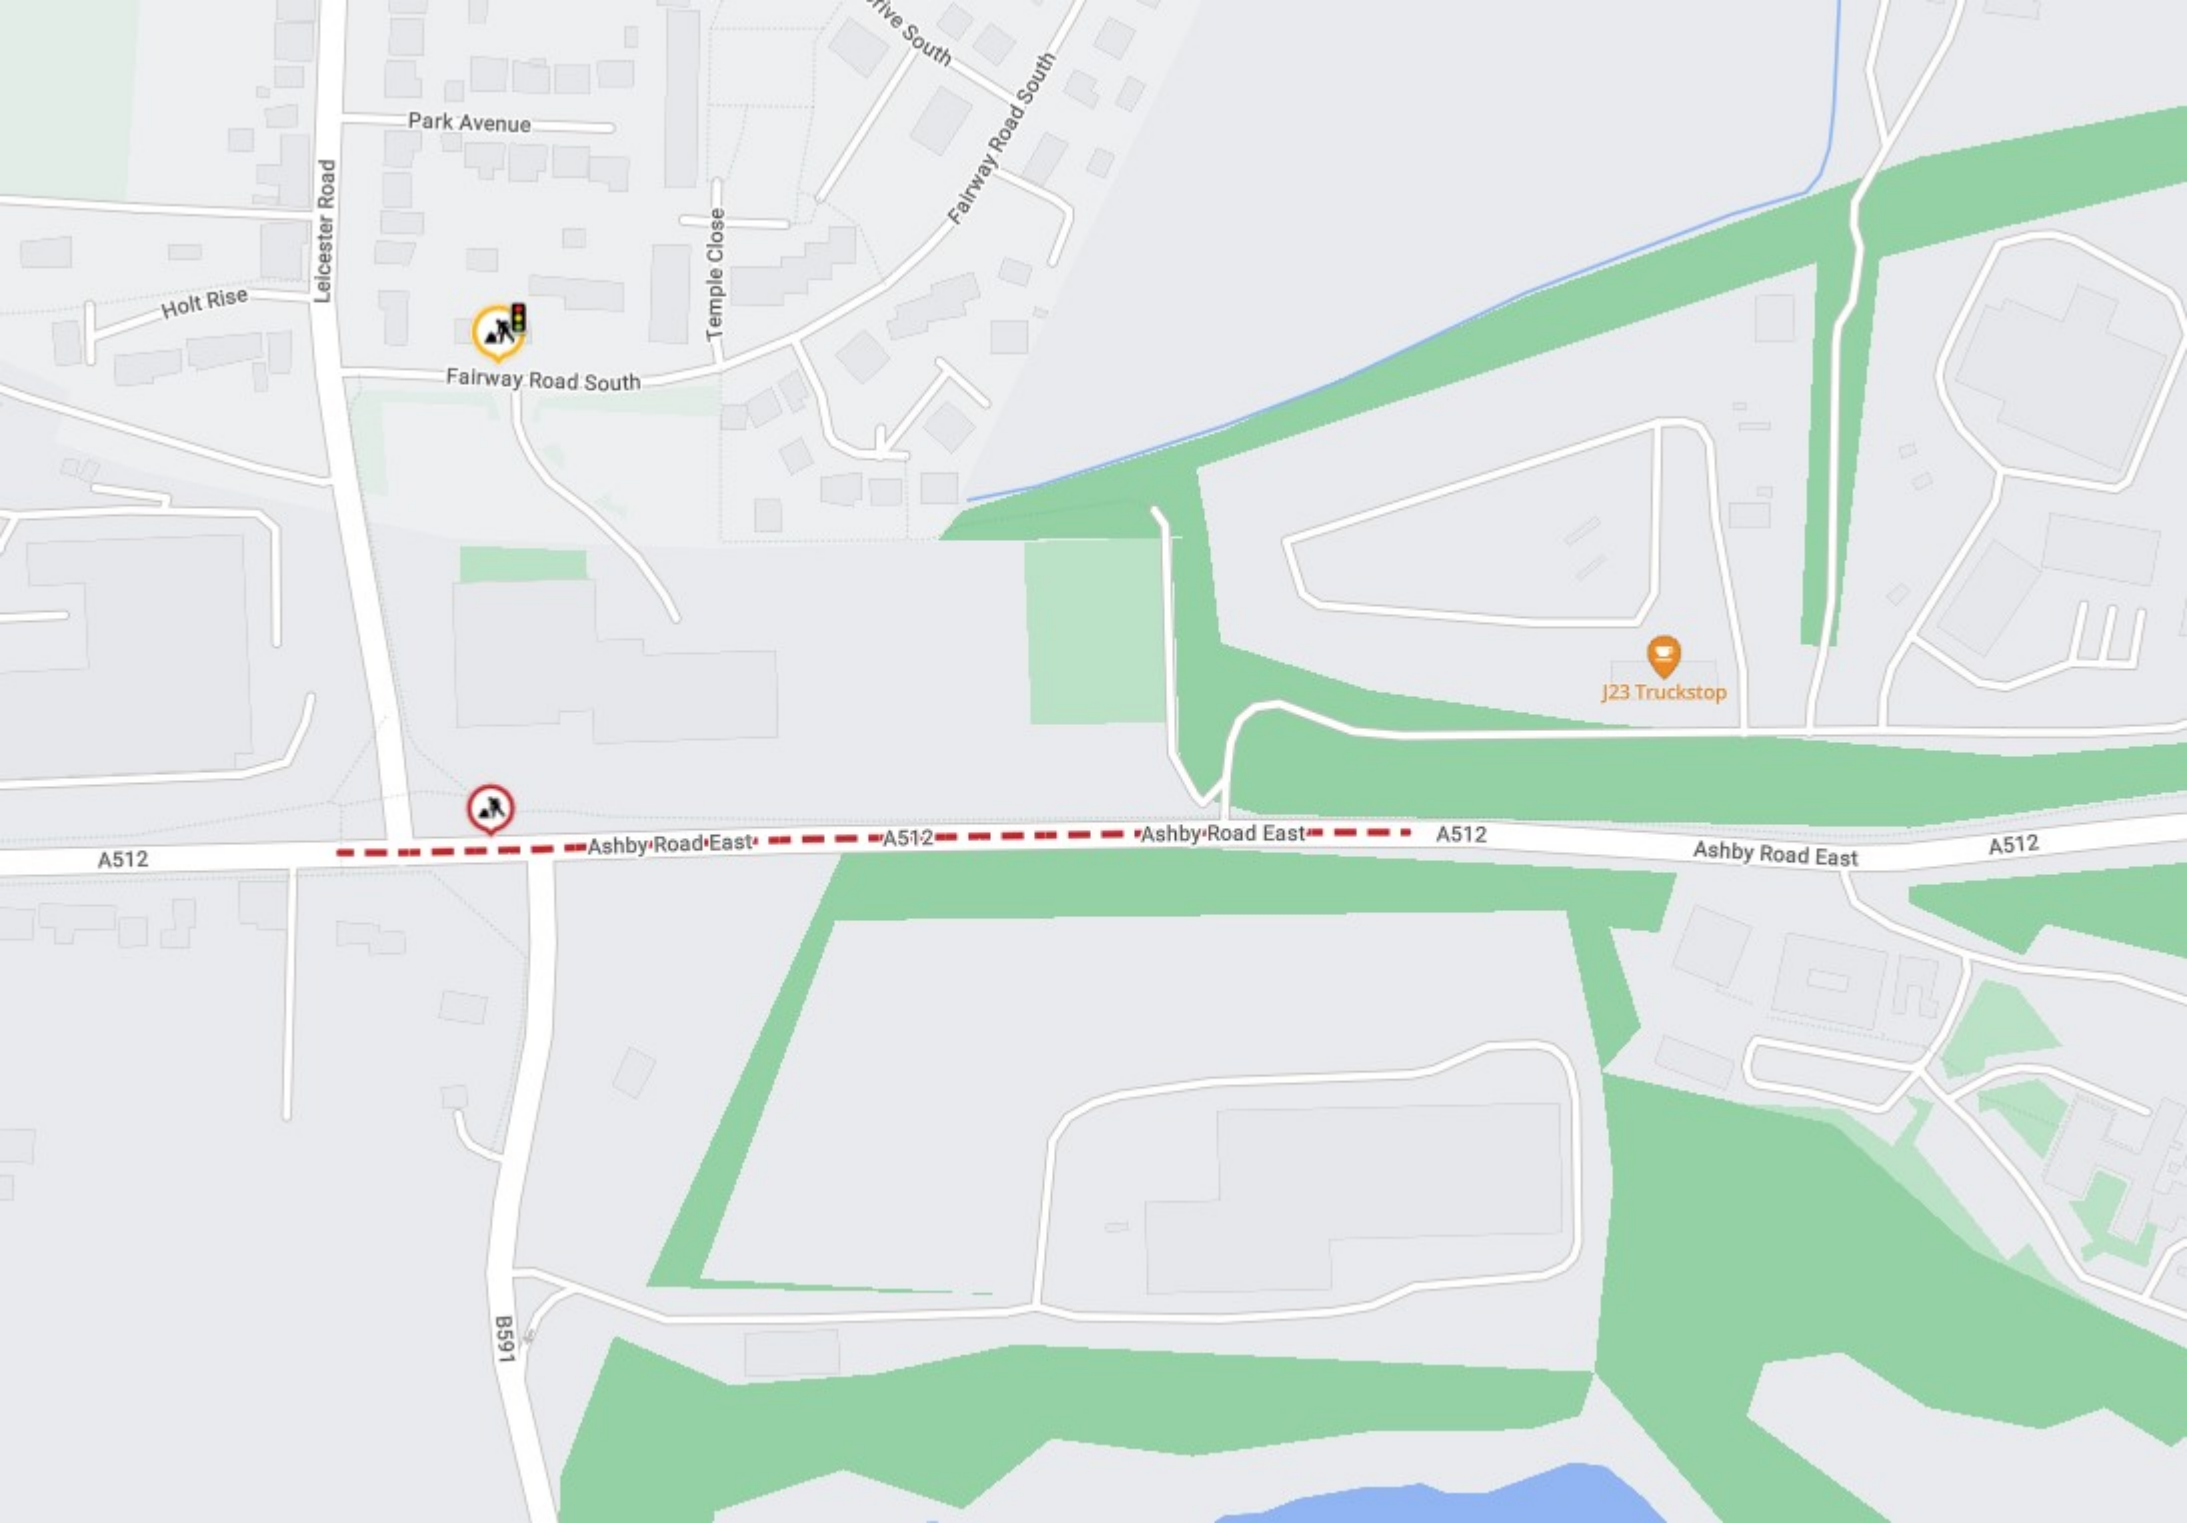 Drive South
Park Avenue
Fairway Road South
Leicester Road
Temple Close
Holt Rise
Fairway Road South
J23 Truckstop
Ashby Road East
A512
Ashby Road East
A512
Ashby Road East
A512
A512
B591